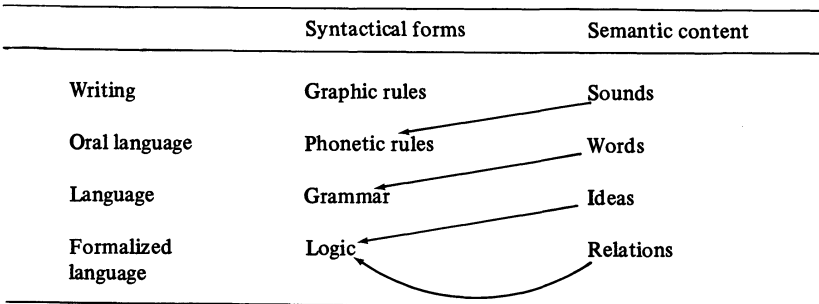 Syntactical forms Semantic content
Writing Graphic rules Sounds
Oral language Phonetic rules Words
Language Grammar Ideas
Formalized Logic Relations
language